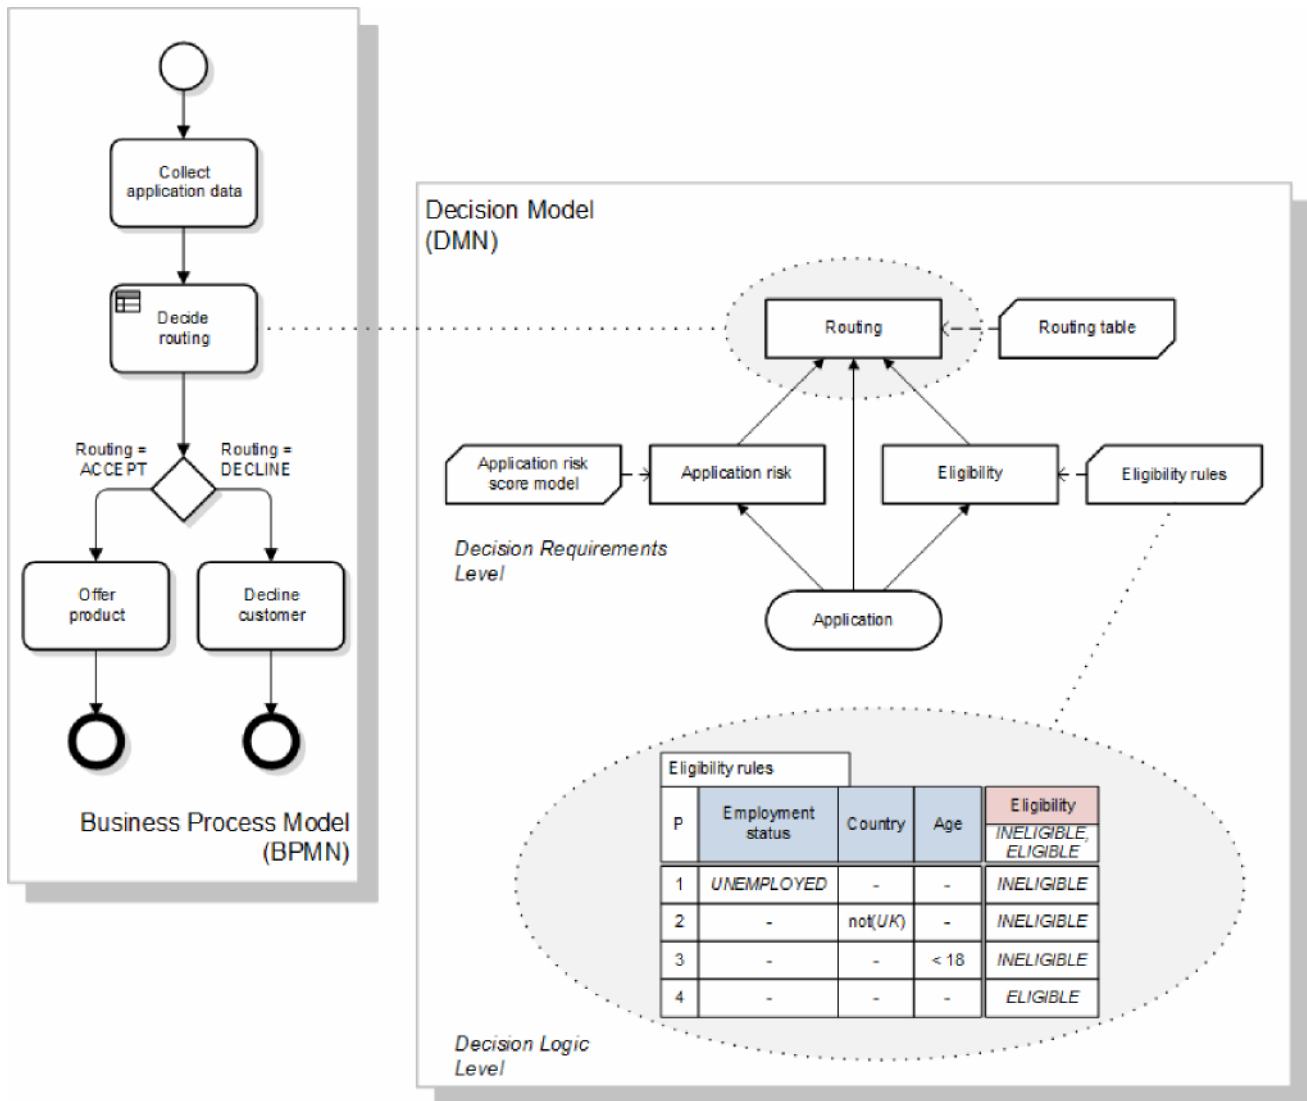 Collect
application data
Decide
routing
Routing =
ACCEPT
Routing =
DECLINE
Offer
product
Decline
customer
Business Process Model
(BPMN)
Decision Model
(DMN)
Routing
Routing table
Application risk
score model
Application risk
Eligibility
Eligibility rules
Decision Requirements
Level
Application
Eligibility rules
P
Employment
status
Country
Age
Eligibility
INELIGIBLE,
ELIGIBLE
1 UNEMPLOYED - - INELIGIBLE
2 - not(UK) - INELIGIBLE
3 - - < 18 INELIGIBLE
4 - - - ELIGIBLE
Decision Logic
Level